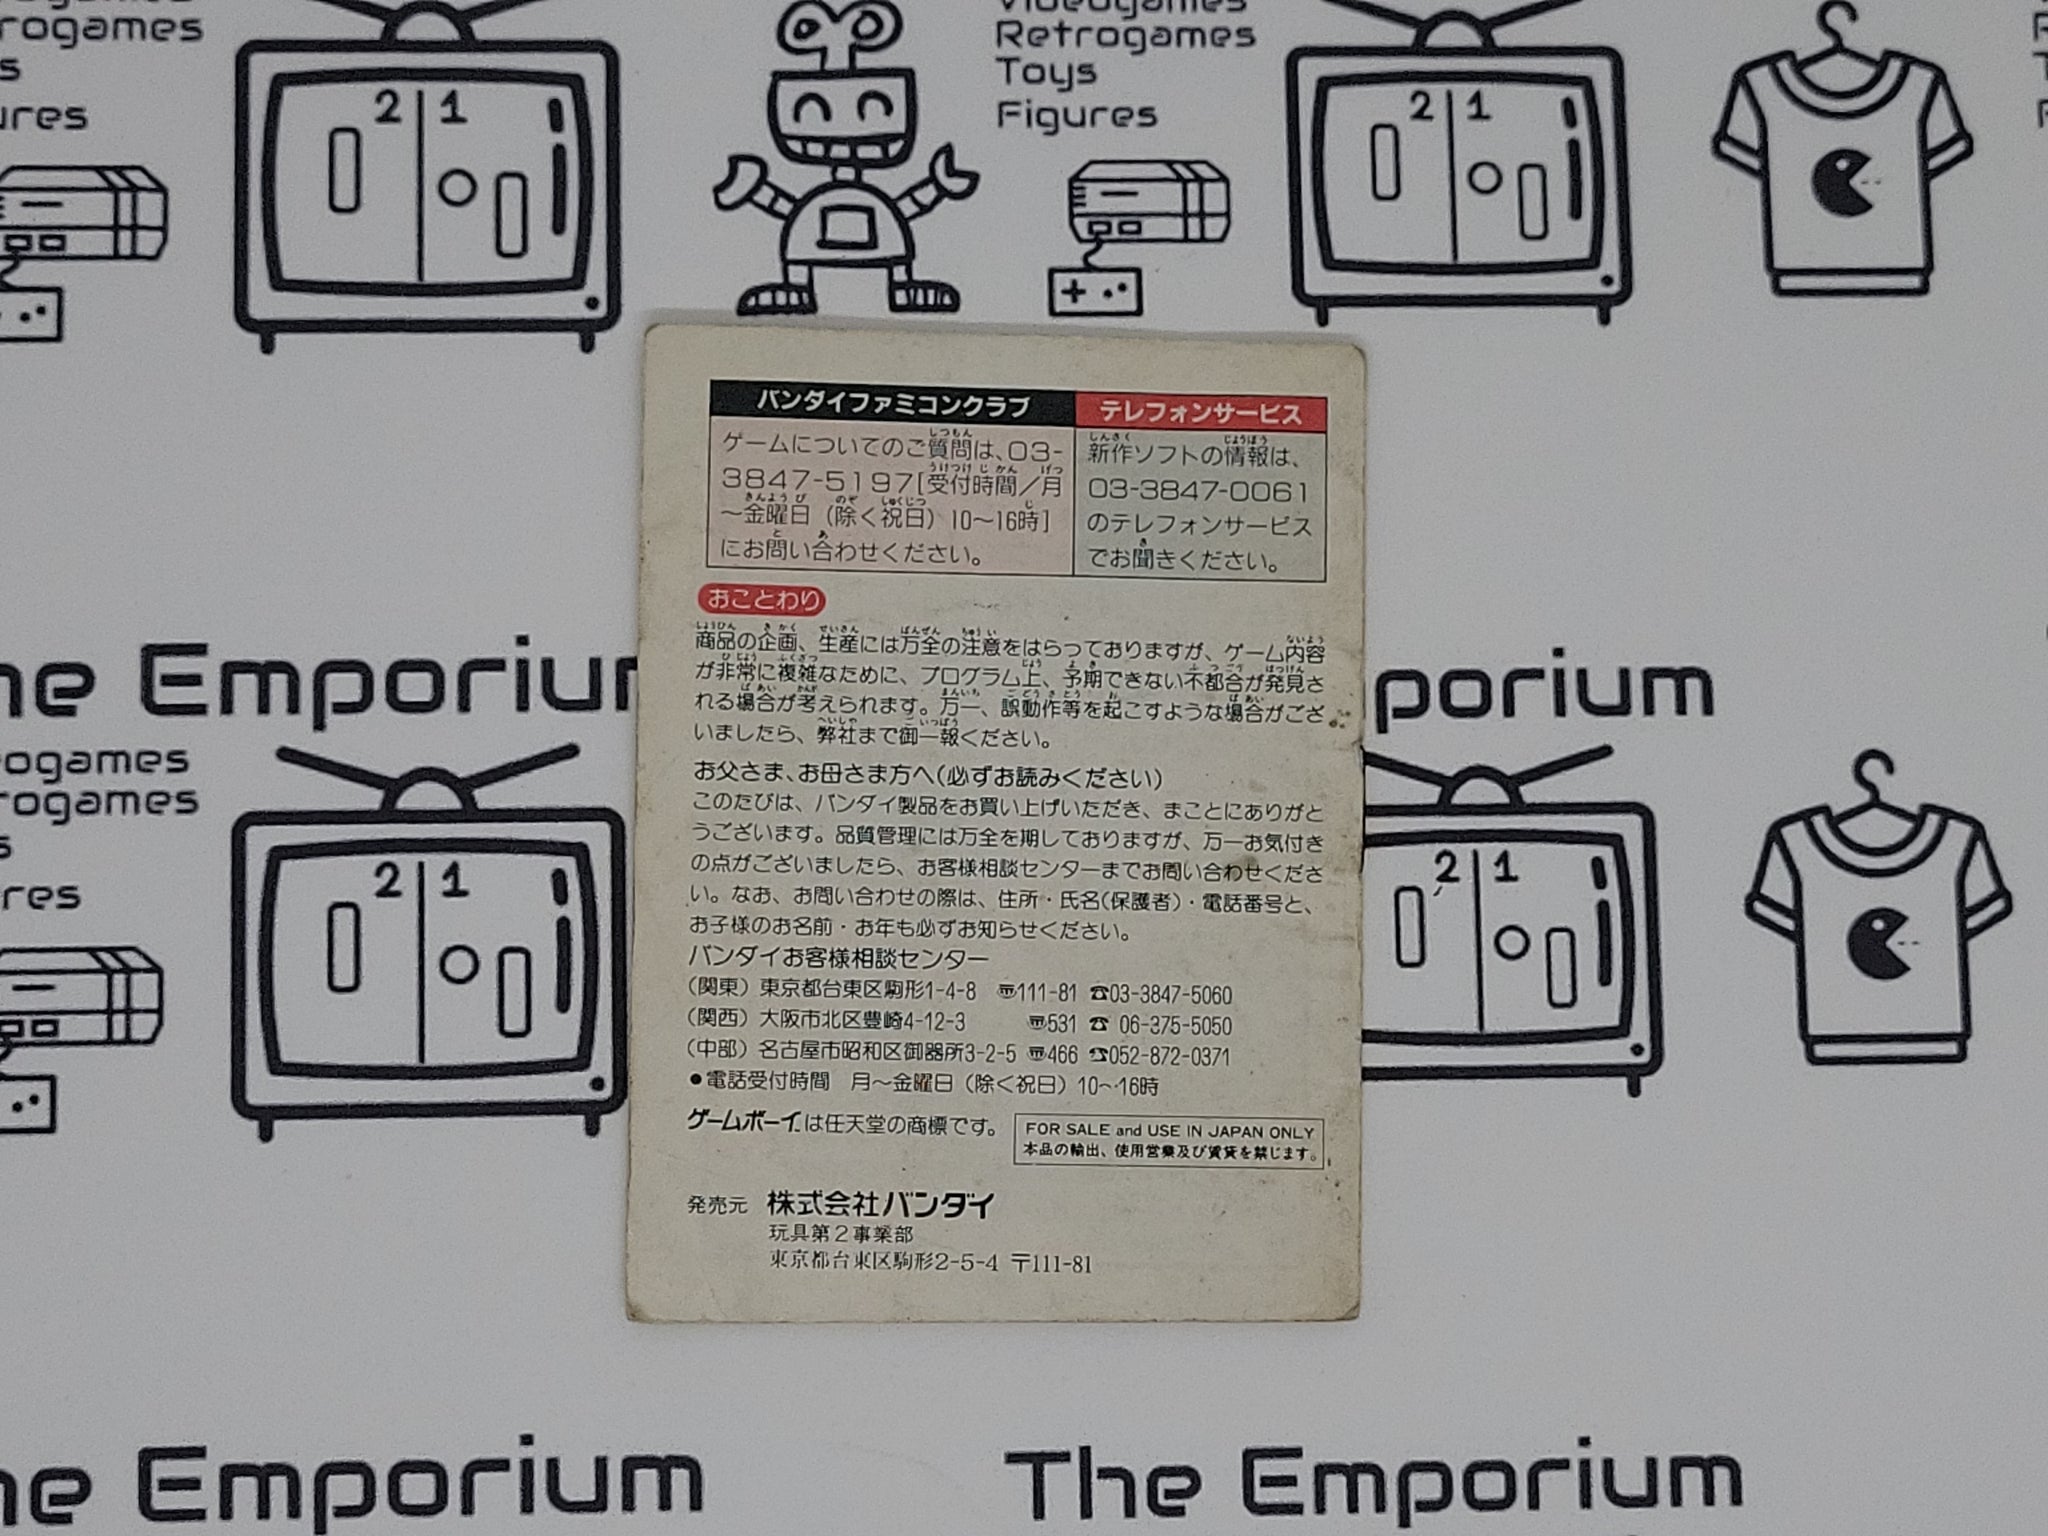 rogames
Videogames
Retrogames
Toys
Figures
ures
2 1
2 1
バンダイファミコンクラブ
ゲームについてのご質問は、03-
3847-5197[受付時間/月
~金曜日(除く祝日)10~16時]
にお問い合わせください。
テレフォンサービス
新作ソフトの情報は、
03-3847-0061
のテレフォンサービス
でお聞きください。
おことわり
商品の企画、生産には万全の注意をはらっておりますが、ゲーム内容
が非常に複雑なために、プログラム上、予期できない不都合が発見さ
れる場合が考えられます。万一、誤動作等を起こすような場合がござ
いましたら、弊社まで御一報ください。
お父さま、お母さま方へ(必ずお読みください)
このたびは、バンダイ製品をお買い上げいただき、まことにありがと
うございます。品質管理には万全を期しておりますが、万一お気付き
の点がございましたら、お客様相談センターまでお問い合わせくださ
い。なお、お問い合わせの際は、住所・氏名(保護者)・電話番号と、
お子様のお名前・お年も必ずお知らせください。
バンダイお客様相談センター
(関東)東京都台東区駒形1-4-8 〠111-81 ☎03-3847-5060
(関西)大阪市北区豊崎4-12-3 〠531 ☎ 06-375-5050
(中部)名古屋市昭和区御器所3-2-5 〠466 ☎052-872-0371
●電話受付時間 月~金曜日(除く祝日)10~16時
ゲームボーイは任天堂の商標です。
FOR SALE and USE IN JAPAN ONLY
本品の輸出、使用営業及び賃貸を禁じます。
発売元 株式会社バンダイ
玩具第2事業部
東京都台東区駒形2-5-4 〒111-81
he Emporium
porium
ogames
rogames
res
2 1
2 1
he Emporium
The Emporium